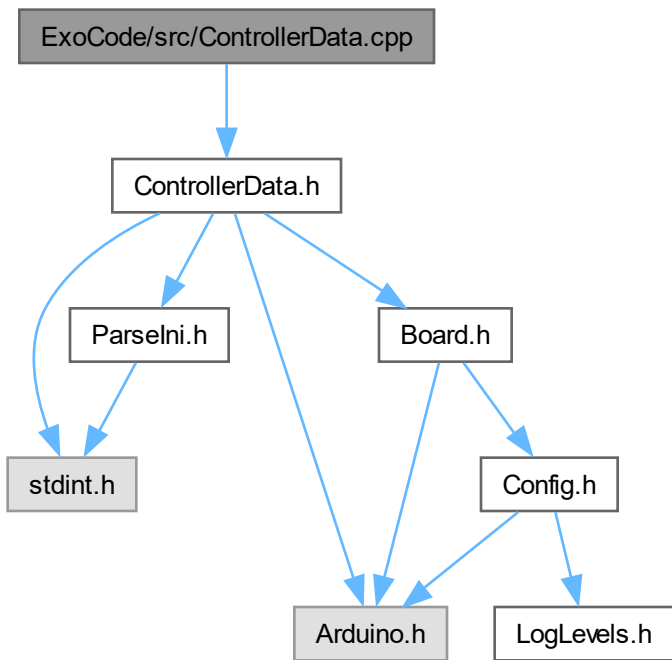 ExoCode/src/ControllerData.cpp
ControllerData.h
ParseIni.h
Board.h
stdint.h
Config.h
Arduino.h
LogLevels.h